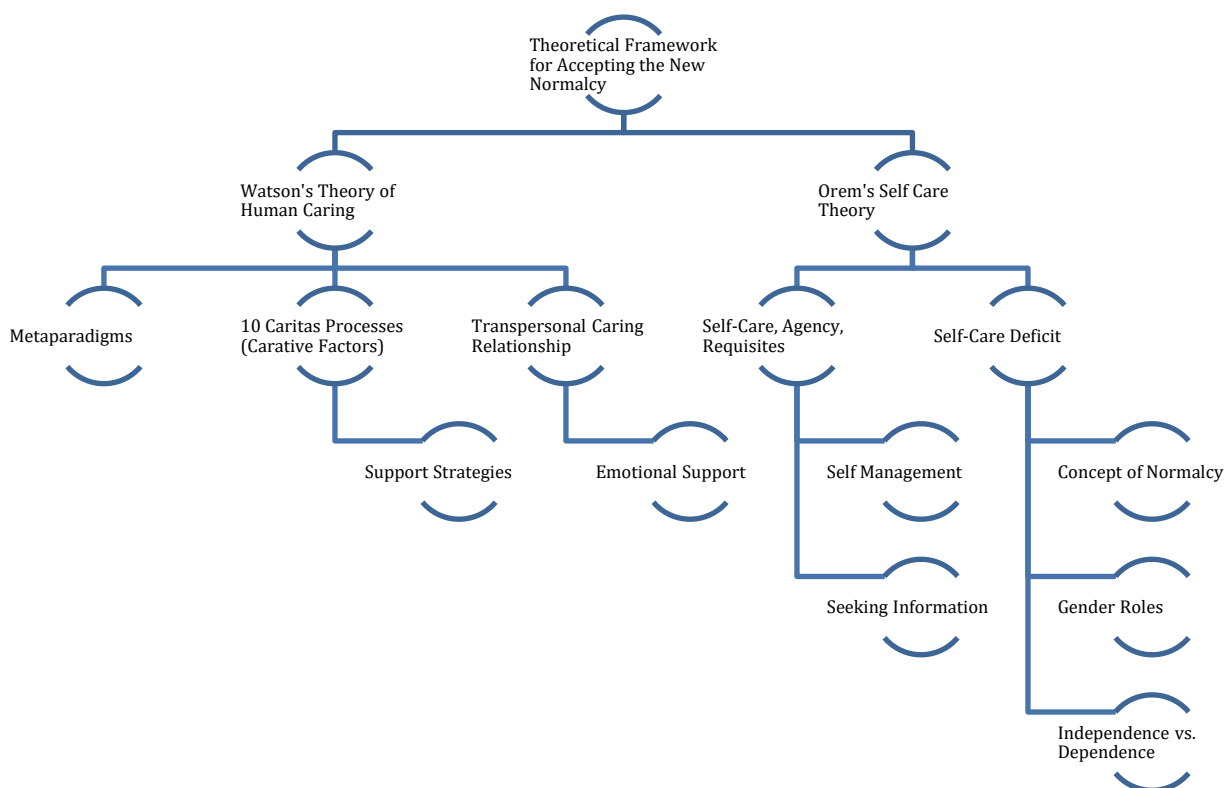 Theoretical Framework
for Accepting the New
Normalcy
Watson's Theory of
Human Caring
Orem's Self Care
Theory
Metaparadigms
10 Caritas Processes
(Carative Factors)
Transpersonal Caring
Relationship
Self-Care, Agency,
Requisites
Self-Care Deficit
Support Strategies
Emotional Support
Self Management
Concept of Normalcy
Seeking Information
Gender Roles
Independence vs.
Dependence